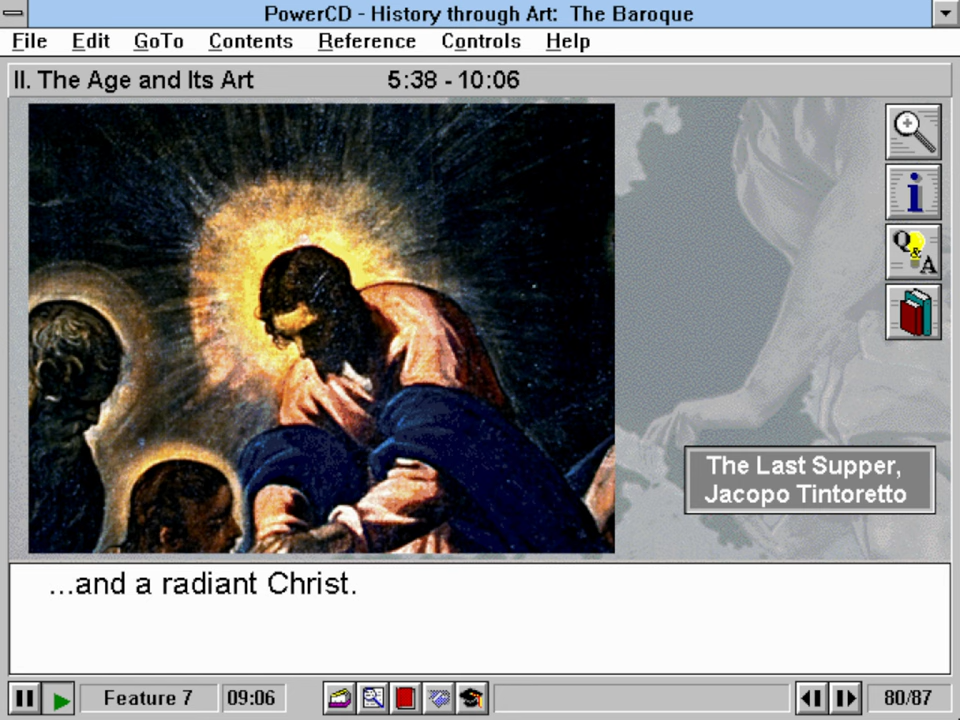 PowerCD - History through Art: The Baroque
File Edit GoTo Contents Reference Controls Help
II. The Age and Its Art 5:38 - 10:06
i
Q & A
The Last Supper,
Jacopo Tintoretto
...and a radiant Christ.
Feature 7 09:06 80/87